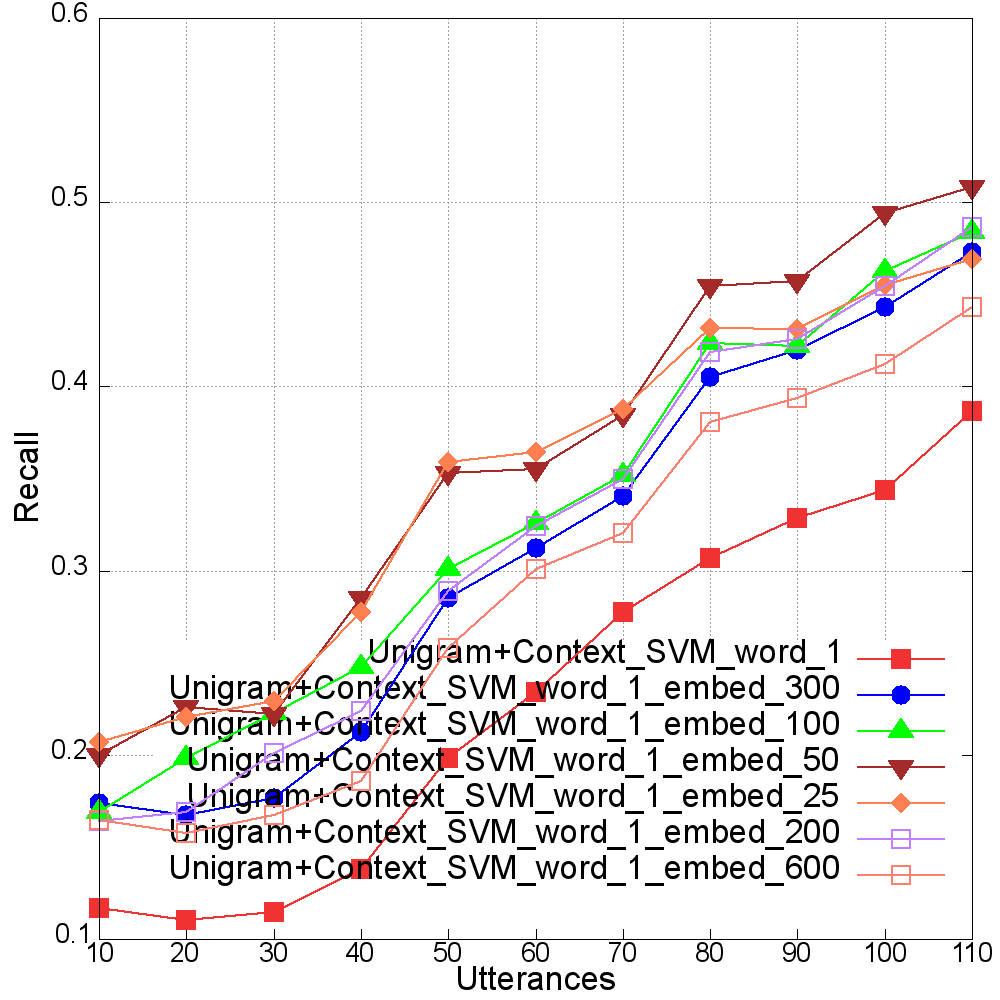 0.6
0.5
0.4
0.3
0.2
0.1
Recall
Unigram+Context_SVM_word_1
Unigram+Context_SVM_word_1_embed_300
Unigram+Context_SVM_word_1_embed_100
Unigram+Context_SVM_word_1_embed_50
Unigram+Context_SVM_word_1_embed_25
Unigram+Context_SVM_word_1_embed_200
Unigram+Context_SVM_word_1_embed_600
10 20 30 40 50 60 70 80 90 100 110
Utterances